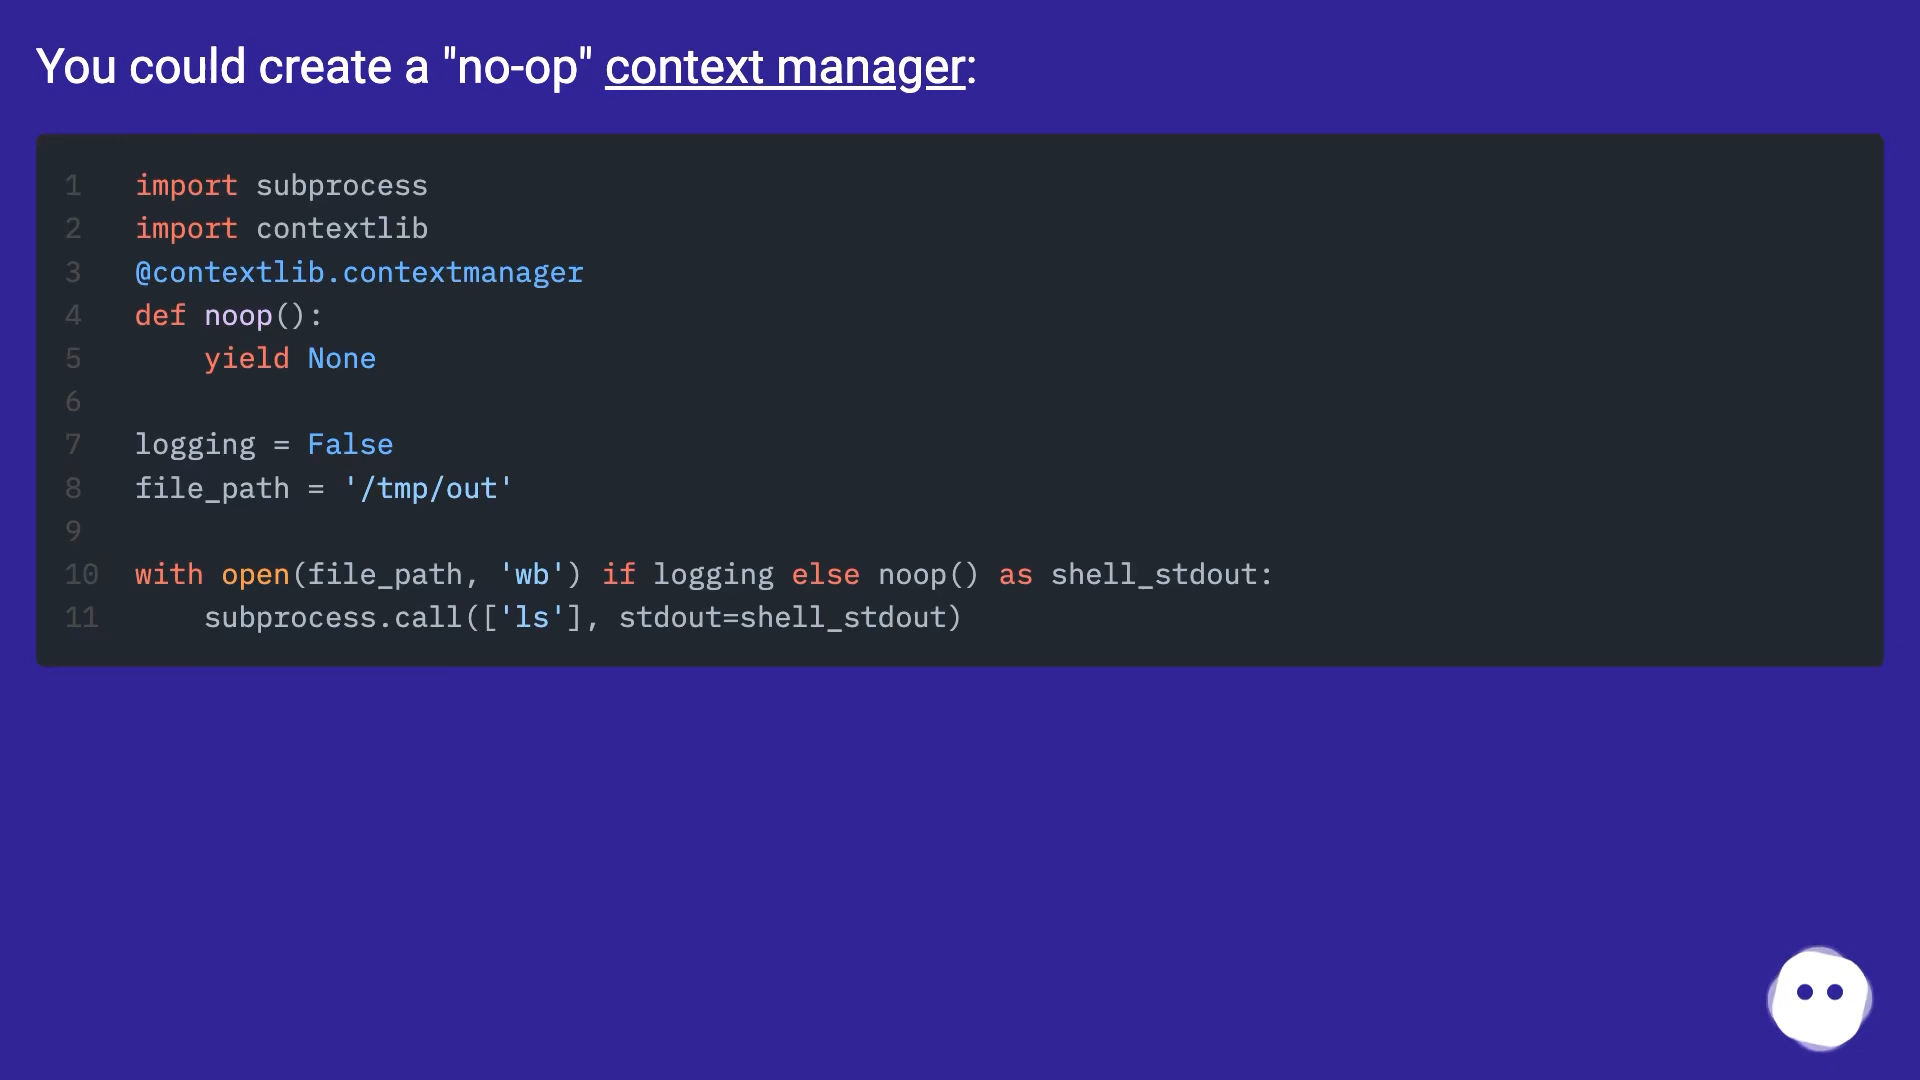 You could create a "no-op" context manager:
1 import subprocess
2 import contextlib
3 @contextlib.contextmanager
4 def noop():
5     yield None
6
7 logging = False
8 file_path = '/tmp/out'
9
10 with open(file_path, 'wb') if logging else noop() as shell_stdout:
11     subprocess.call(['ls'], stdout=shell_stdout)